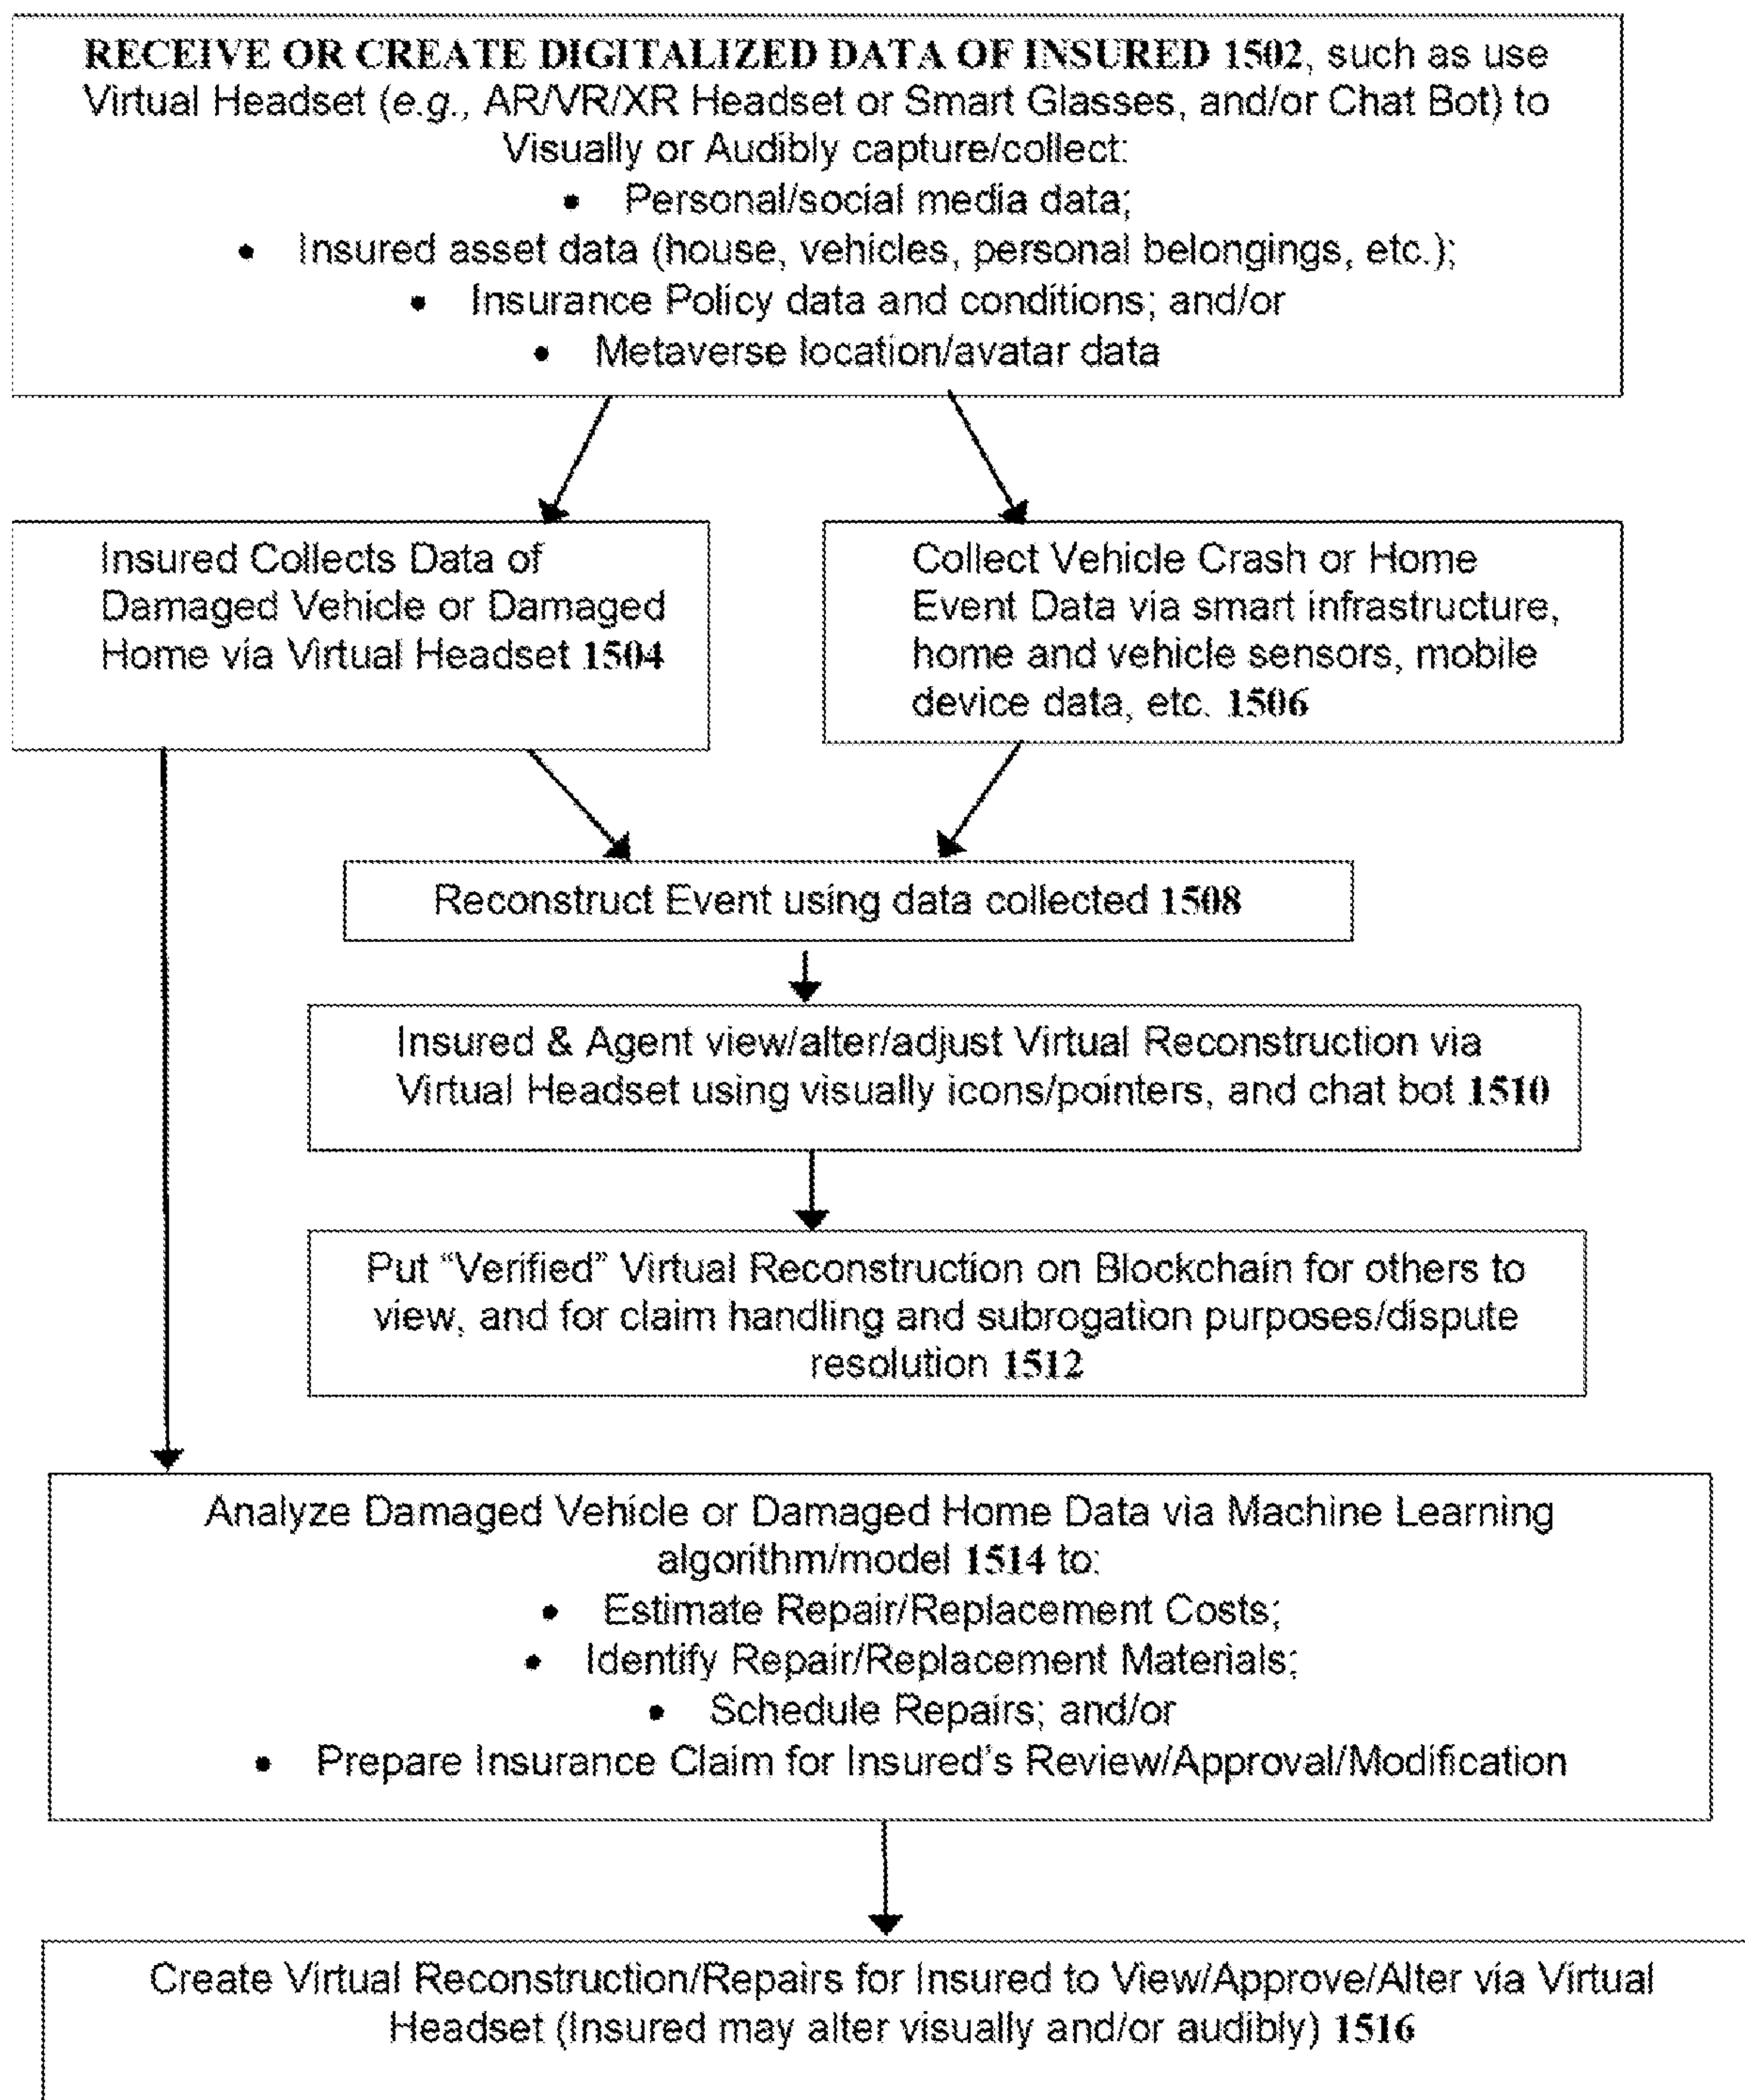 RECEIVE OR CREATE DIGITALIZED DATA OF INSURED 1502, such as use
Virtual Headset (e.g., AR/VR/XR Headset or Smart Glasses, and/or Chat Bot) to
Visually or Audibly capture/collect:
• Personal/social media data;
• Insured asset data (house, vehicles, personal belongings, etc.);
• Insurance Policy data and conditions; and/or
• Metaverse location/avatar data
Insured Collects Data of
Damaged Vehicle or Damaged
Home via Virtual Headset 1504
Collect Vehicle Crash or Home
Event Data via smart infrastructure,
home and vehicle sensors, mobile
device data, etc. 1506
Reconstruct Event using data collected 1508
Insured & Agent view/alter/adjust Virtual Reconstruction via
Virtual Headset using visually icons/pointers, and chat bot 1510
Put “Verified” Virtual Reconstruction on Blockchain for others to
view, and for claim handling and subrogation purposes/dispute
resolution 1512
Analyze Damaged Vehicle or Damaged Home Data via Machine Learning
algorithm/model 1514 to:
• Estimate Repair/Replacement Costs;
• Identify Repair/Replacement Materials;
• Schedule Repairs; and/or
• Prepare Insurance Claim for Insured’s Review/Approval/Modification
Create Virtual Reconstruction/Repairs for Insured to View/Approve/Alter via Virtual
Headset (Insured may alter visually and/or audibly) 1516